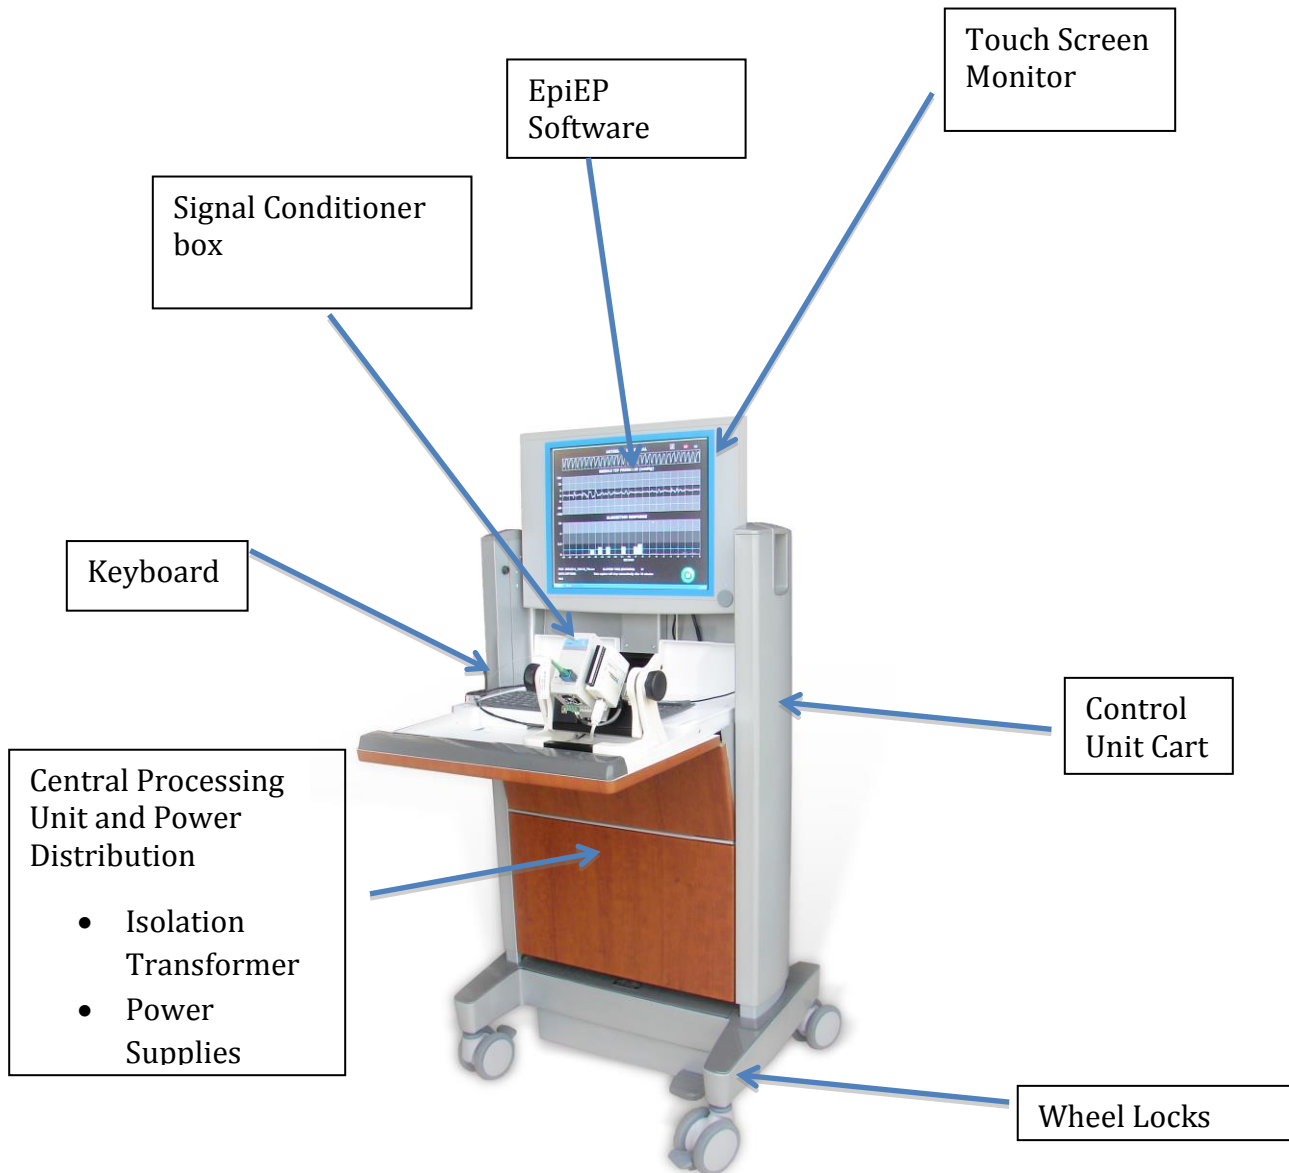 Touch Screen
Monitor
EpiEP
Software
Signal Conditioner
box
Keyboard
Control
Unit Cart
Central Processing
Unit and Power
Distribution
• Isolation
Transformer
• Power
Supplies
Wheel Locks